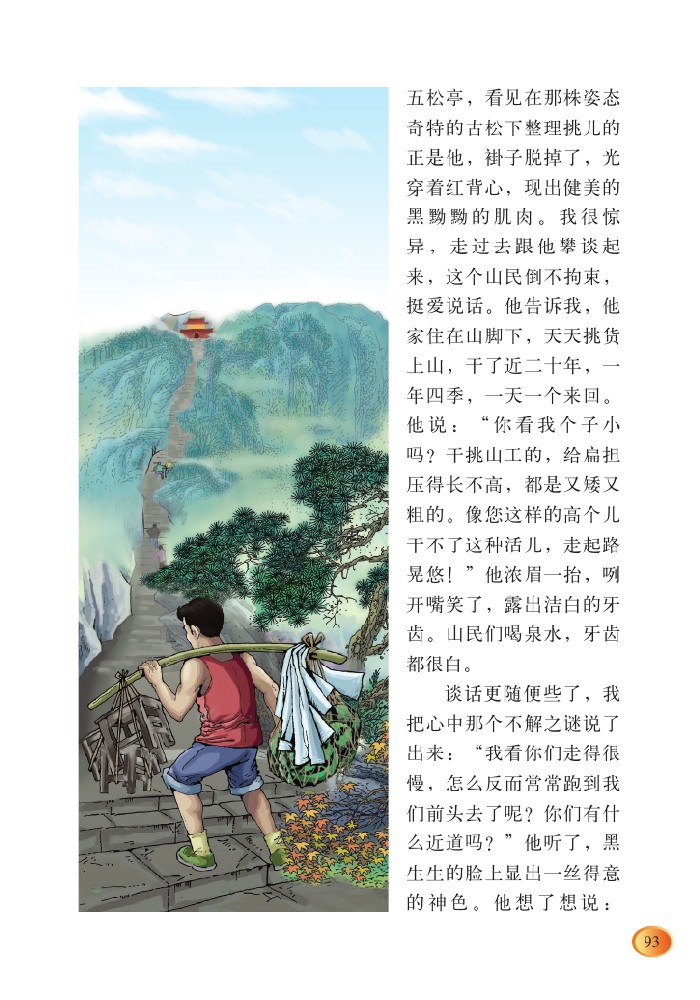 五松亭，看见在那株姿态
奇特的古松下整理挑儿的
正是他，褂子脱掉了，光
穿着红背心，现出健美的
黑黝黝的肌肉。我很惊
异，走过去跟他攀谈起
来，这个山民倒不拘束，
挺爱说话。他告诉我，他
家住在山脚下，天天挑货
上山，干了近二十年，一
年四季，一天一个来回。
他说：“你看我个子小
吗？干挑山工的，给扁担
压得长不高，都是又矮又
粗的。像您这样的高个儿
干不了这种活儿，走起路
晃悠！”他浓眉一抬，咧
开嘴笑了，露出洁白的牙
齿。山民们喝泉水，牙齿
都很白。
谈话更随便些了，我
把心中那个不解之谜说了
出来：“我看你们走得很
慢，怎么反而常常跑到我
们前头去了呢？你们有什
么近道吗？”他听了，黑
生生的脸上显出一丝得意
的神色。他想了想说：
93